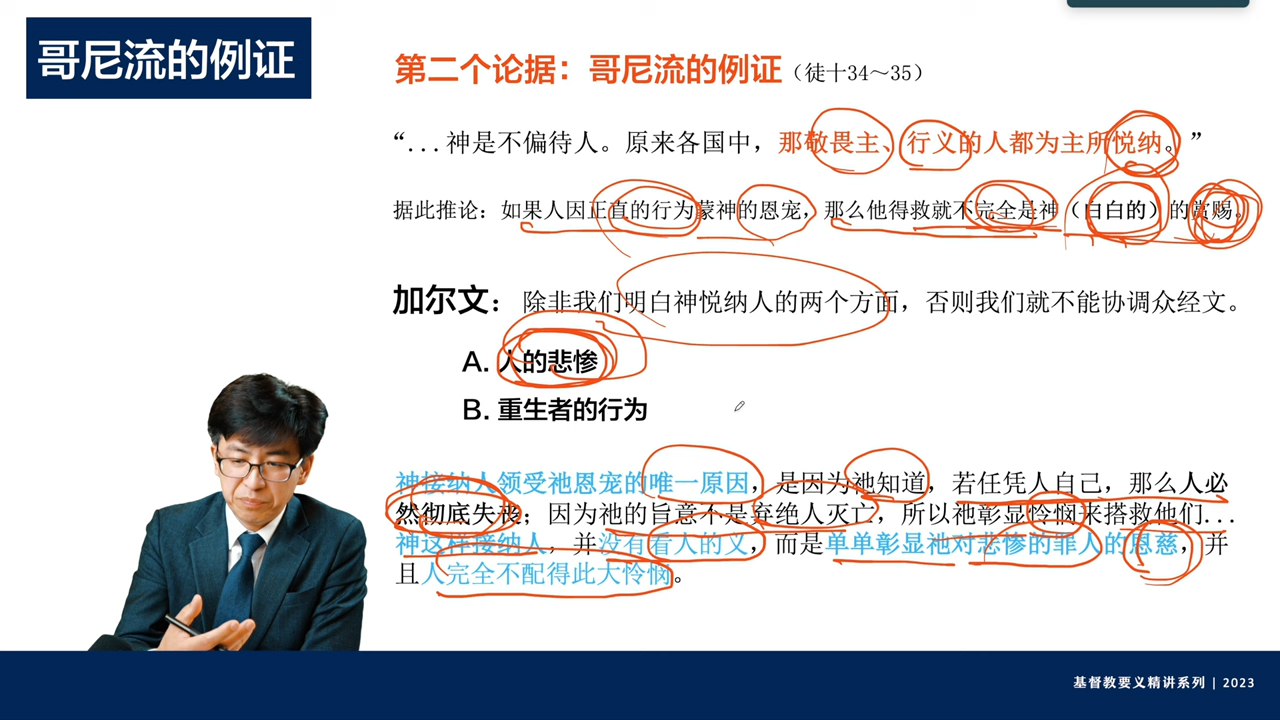 哥尼流的例证
第二个论据：哥尼流的例证（徒十34～35）
“...神是不偏待人。原来各国中，那敬畏主、行义的人都为主所悦纳。”
据此推论：如果人因正直的行为蒙神的恩宠，那么他得救就不完全是神（白白的）的赏赐。
加尔文：除非我们明白神悦纳人的两个方面，否则我们就不能协调众经文。
A. 人的悲惨
B. 重生者的行为
神接纳人领受祂恩宠的唯一原因，是因为祂知道，若任凭人自己，那么人必
然彻底失丧；因为祂的旨意不是弃绝人灭亡，所以祂彰显怜悯来搭救他们...
神这样接纳人，并没有看人的义，而是单单彰显祂对悲惨的罪人的恩慈，并
且人完全不配得此大怜悯。
基督教要义精讲系列 | 2023